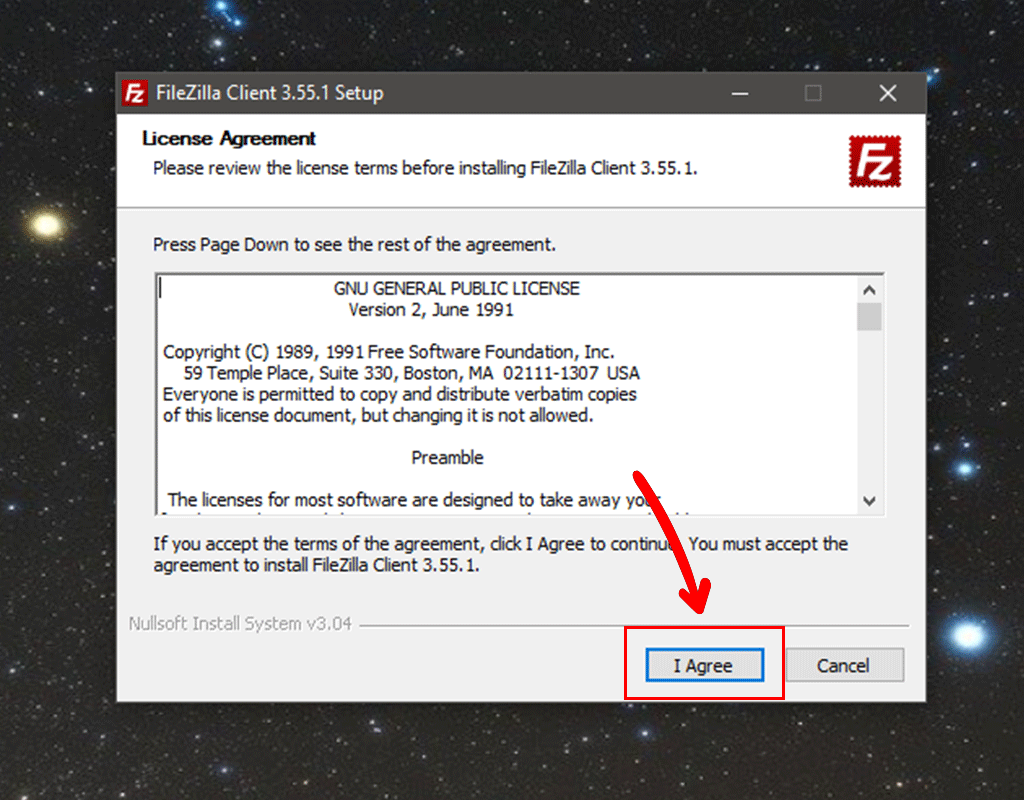 FileZilla Client 3.55.1 Setup
License Agreement
Please review the license terms before installing FileZilla Client 3.55.1.
Fz
Press Page Down to see the rest of the agreement.
GNU GENERAL PUBLIC LICENSE
Version 2, June 1991
Copyright (C) 1989, 1991 Free Software Foundation, Inc.
59 Temple Place, Suite 330, Boston, MA 02111-1307 USA
Everyone is permitted to copy and distribute verbatim copies
of this license document, but changing it is not allowed.
Preamble
The licenses for most software are designed to take away your
If you accept the terms of the agreement, click I Agree to continue. You must accept the
agreement to install FileZilla Client 3.55.1.
Nullsoft Install System v3.04
I Agree
Cancel